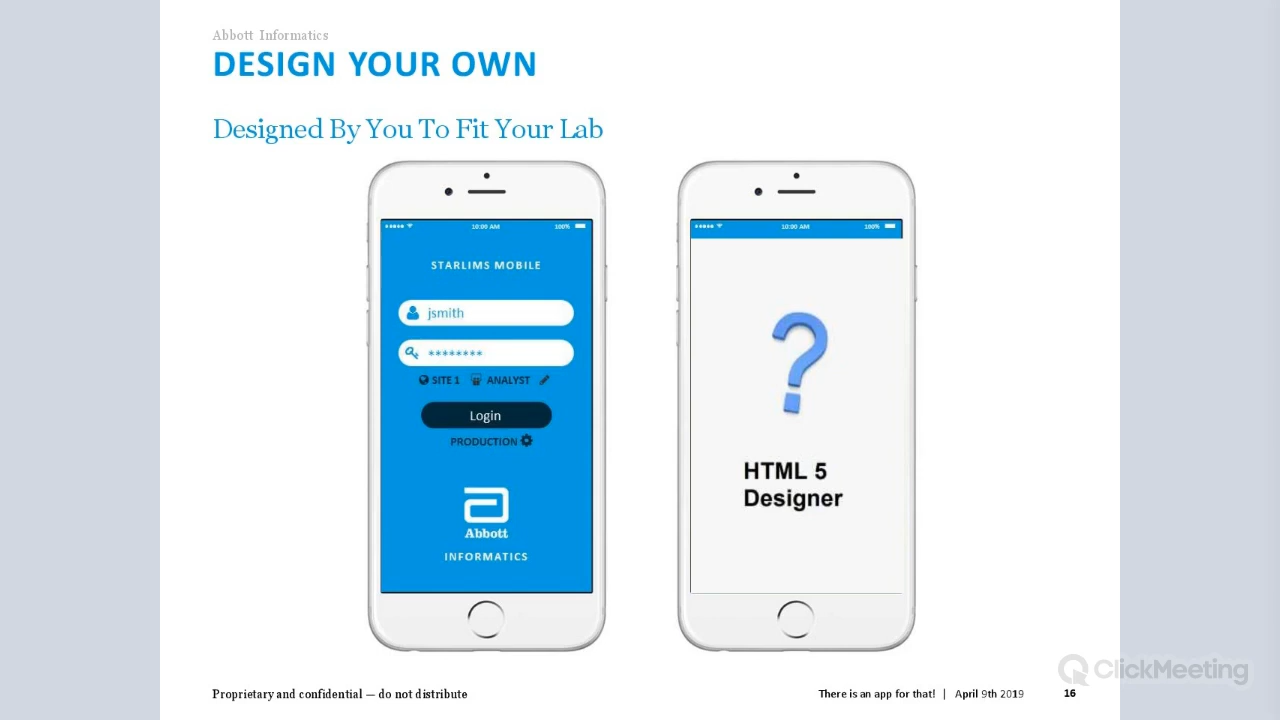 Abbott Informatics
DESIGN YOUR OWN
Designed By You To Fit Your Lab
10:00 AM 100%
STARLIMS MOBILE
jsmith
********
SITE 1 ANALYST
Login
PRODUCTION
Abbott
INFORMATICS
10:00 AM 100%
?
HTML 5
Designer
Proprietary and confidential — do not distribute
There is an app for that! | April 9th 2019 16
ClickMeeting